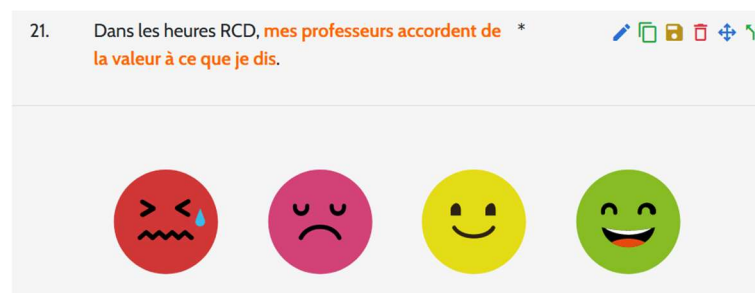 21. Dans les heures RCD, mes professeurs accordent de *
la valeur à ce que je dis.